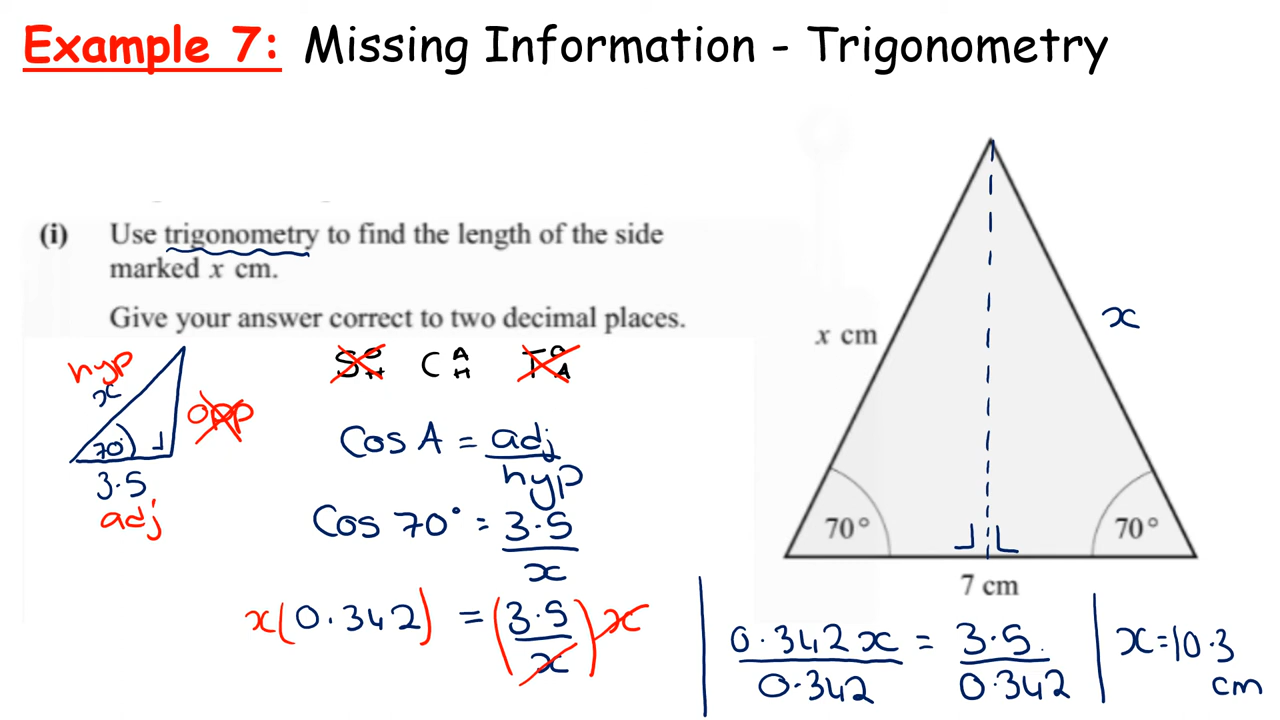 Example 7: Missing Information - Trigonometry
(i) Use trigonometry to find the length of the side
marked x cm.
Give your answer correct to two decimal places.
hyp
x
opp
70°
3.5
adj
S O H
C A H
T O A
Cos A = adj
hyp
Cos 70° = 3.5
x
x(0.342) = (3.5) x
x
x cm
x
70°
70°
7 cm
0.342x = 3.5
0.342 0.342
x = 10.3
cm